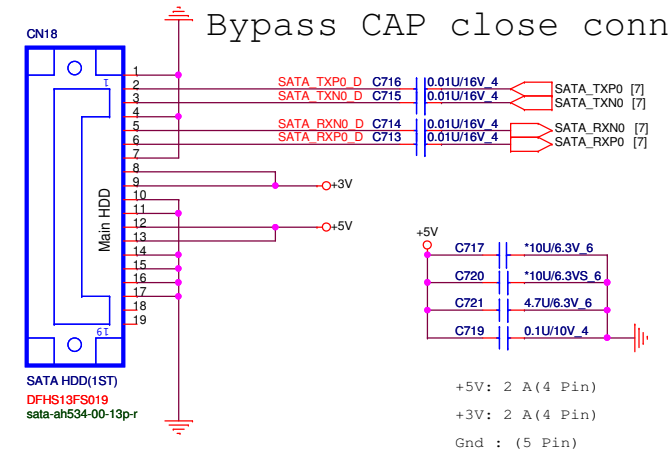 Bypass CAP close conn
CN18
1
1
2
3
4
5
6
7
8
9
10
11
12
13
14
15
16
17
18
19
19
Main HDD
SATA_TXP0_D C716 0.01U/16V_4 SATA_TXP0 [7]
SATA_TXN0_D C715 0.01U/16V_4 SATA_TXN0 [7]
SATA_RXN0_D C714 0.01U/16V_4 SATA_RXN0 [7]
SATA_RXP0_D C713 0.01U/16V_4 SATA_RXP0 [7]
+3V
+5V
+5V
C717 *10U/6.3V_6
C720 *10U/6.3VS_6
C721 4.7U/6.3V_6
C719 0.1U/10V_4
SATA HDD(1ST)
DFHS13FS019
sata-ah534-00-13p-r
+5V: 2 A(4 Pin)
+3V: 2 A(4 Pin)
Gnd : (5 Pin)